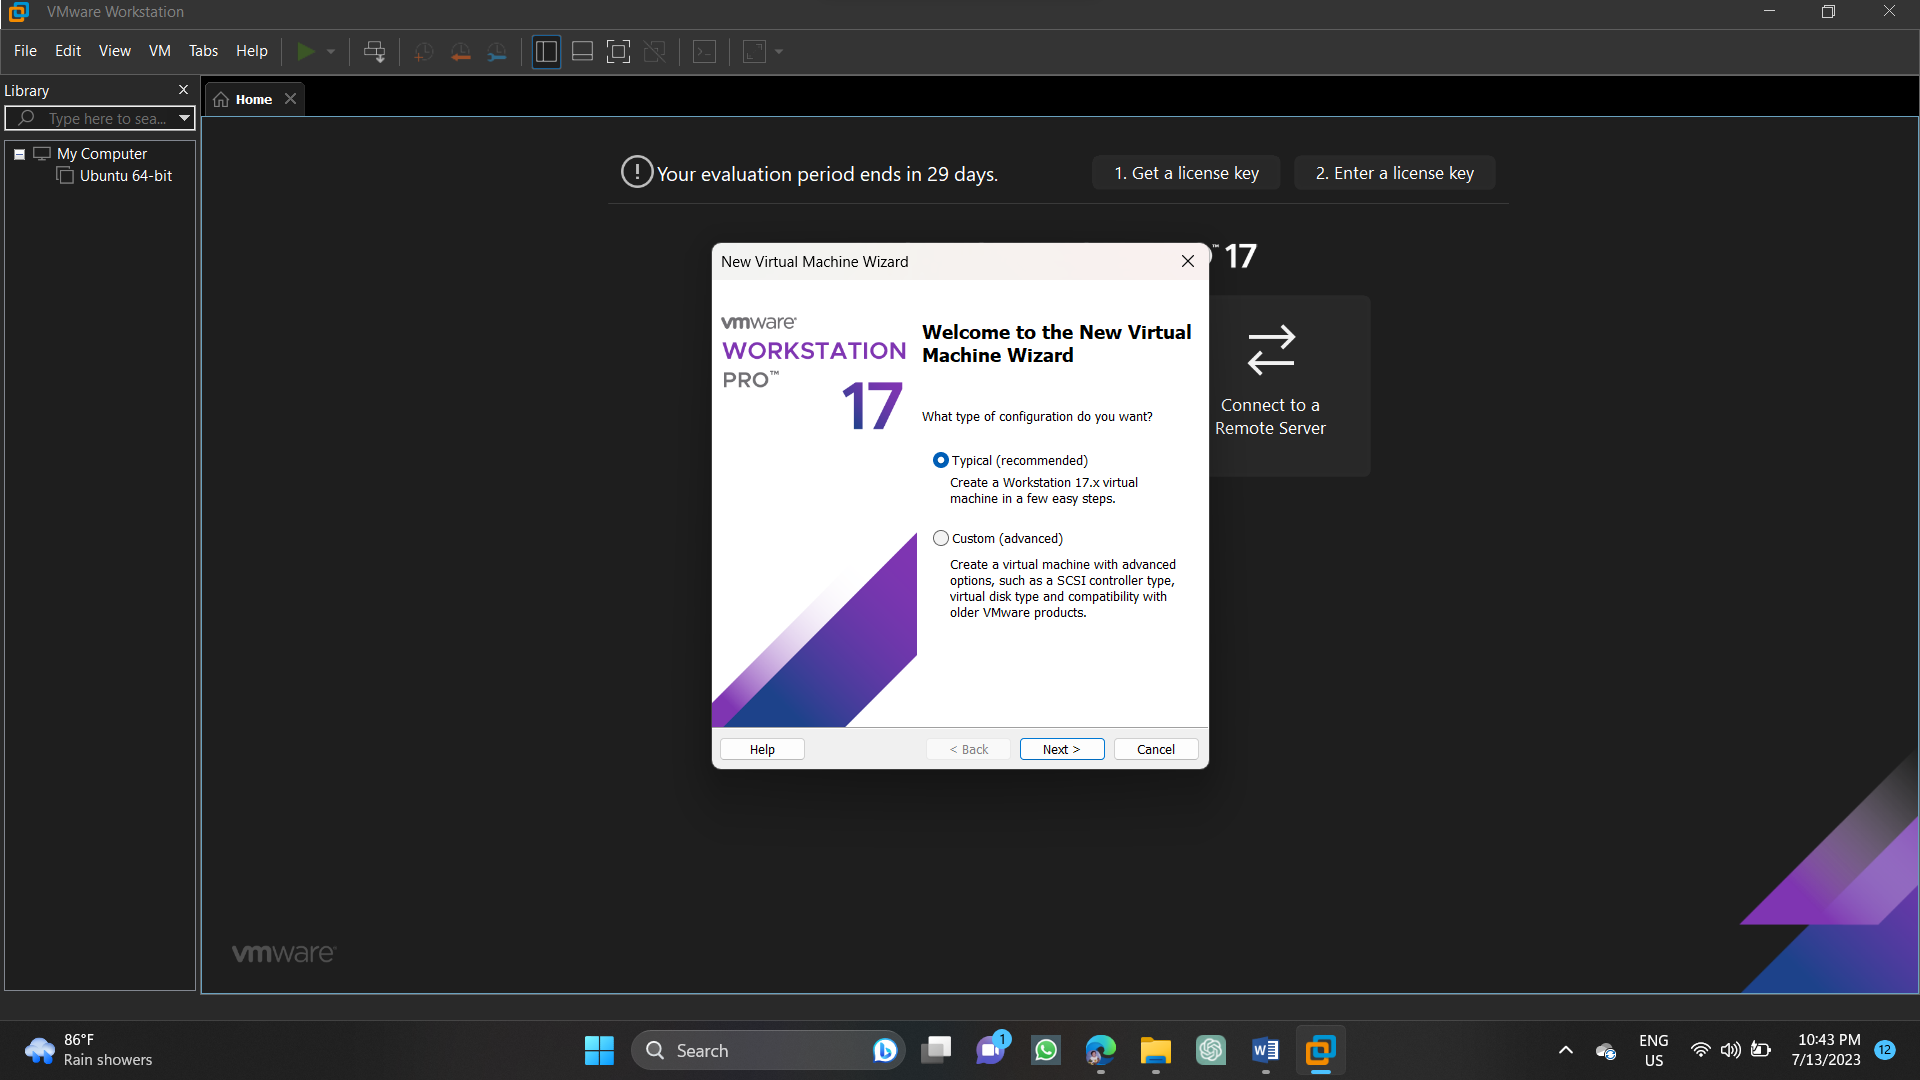 VMware Workstation
File Edit View VM Tabs Help
Library
Type here to sea...
My Computer
Ubuntu 64-bit
Home
Your evaluation period ends in 29 days.
1. Get a license key
2. Enter a license key
™ 17
Connect to a
Remote Server
New Virtual Machine Wizard
vmware®
WORKSTATION
PRO™
17
Welcome to the New Virtual
Machine Wizard
What type of configuration do you want?
Typical (recommended)
Create a Workstation 17.x virtual
machine in a few easy steps.
Custom (advanced)
Create a virtual machine with advanced
options, such as a SCSI controller type,
virtual disk type and compatibility with
older VMware products.
Help
< Back
Next >
Cancel
vmware®
86°F
Rain showers
Search
1
ENG
US
10:43 PM
7/13/2023
12